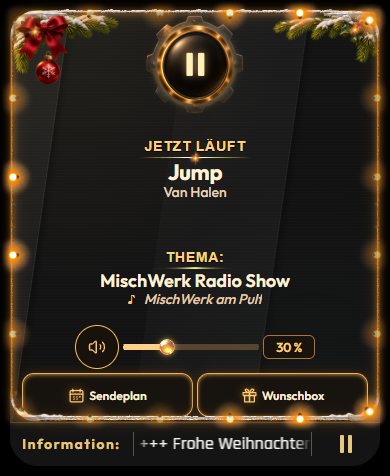 JETZT LÄUFT
Jump
Van Halen
THEMA:
MischWerk Radio Show
♪ MischWerk am Pult
30 %
Sendeplan
Wunschbox
Information: +++ Frohe Weihnachten